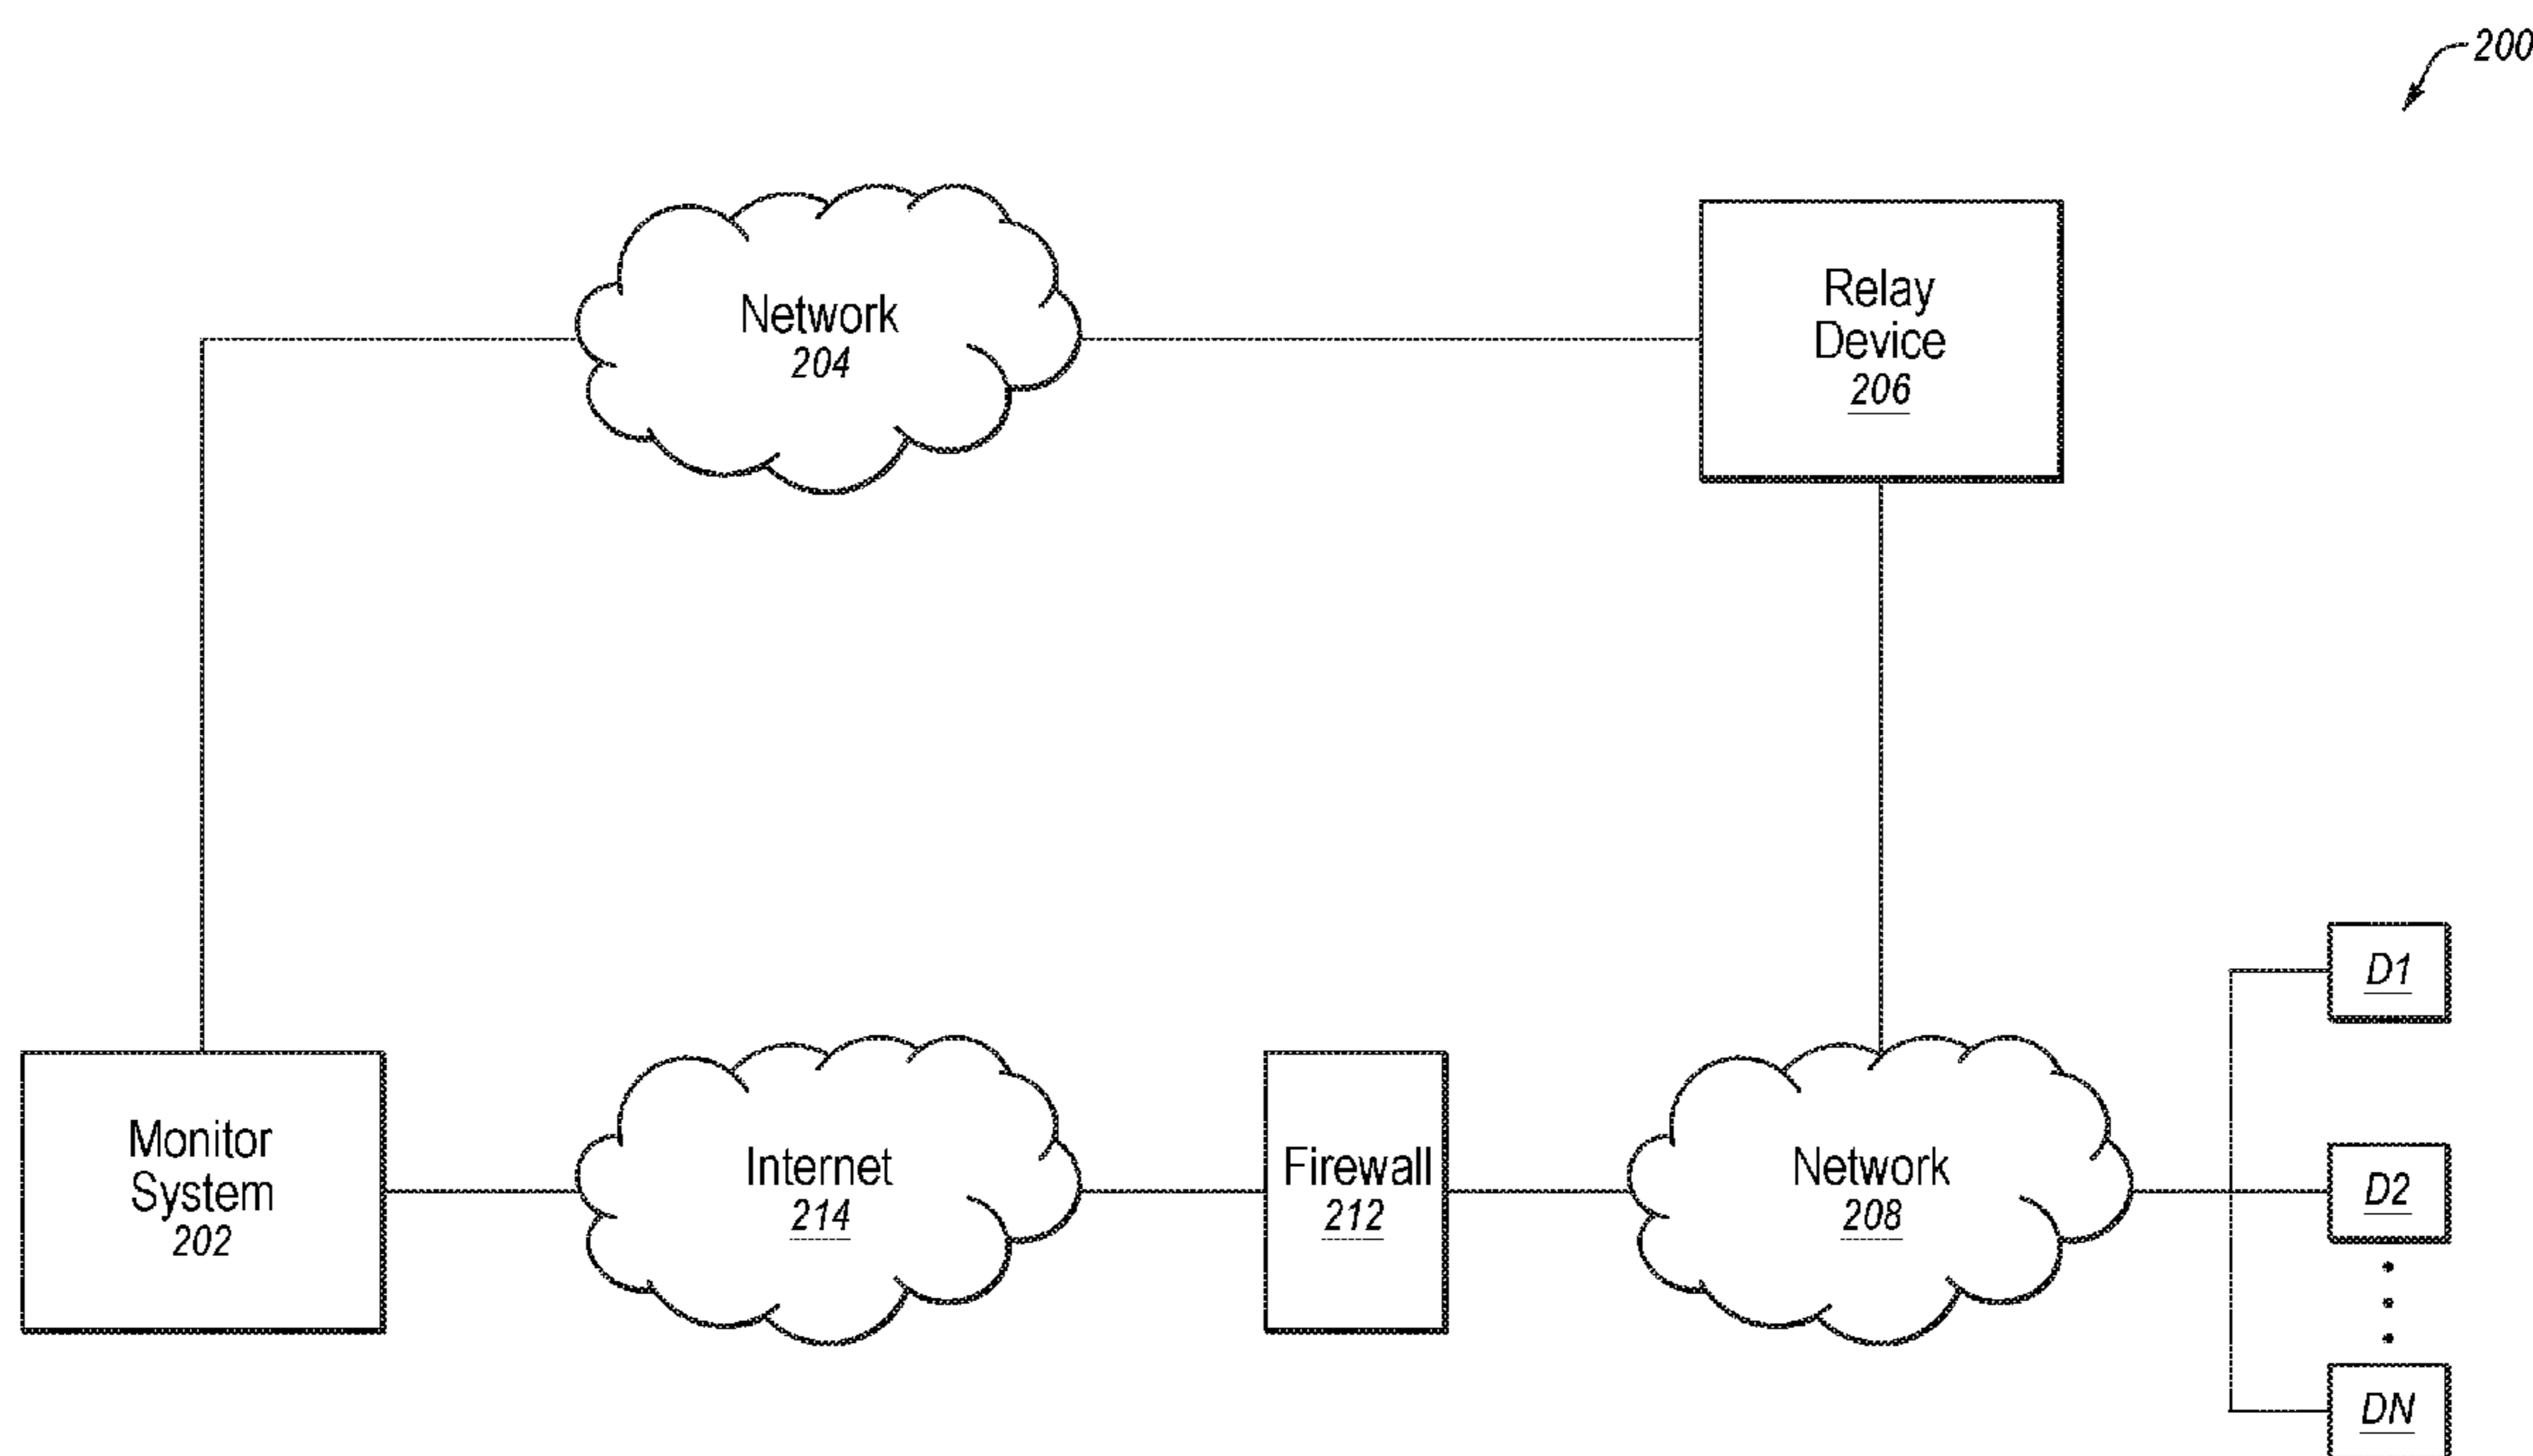 200
Network
204
Relay
Device
206
D1
Monitor
System
202
Internet
214
Firewall
212
Network
208
D2
DN